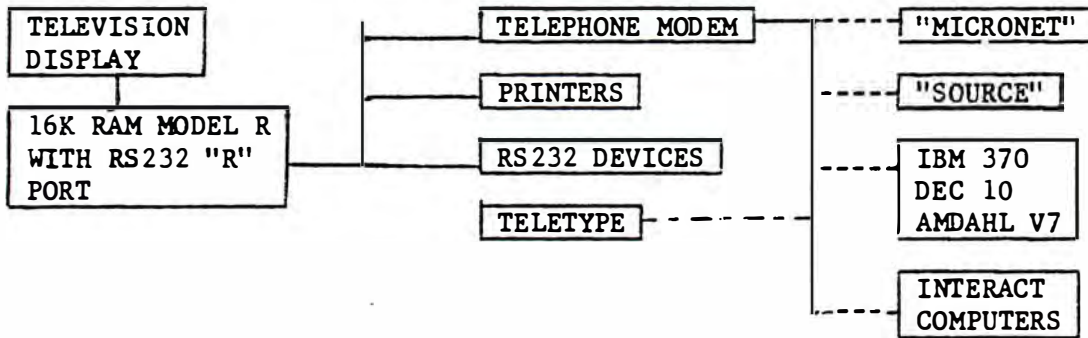 TELEVISION
DISPLAY
16K RAM MODEL R
WITH RS232 "R"
PORT
TELEPHONE MODEM
PRINTERS
RS232 DEVICES
TELETYPE
"MICRONET"
"SOURCE"
IBM 370
DEC 10
AMDAHL V7
INTERACT
COMPUTERS